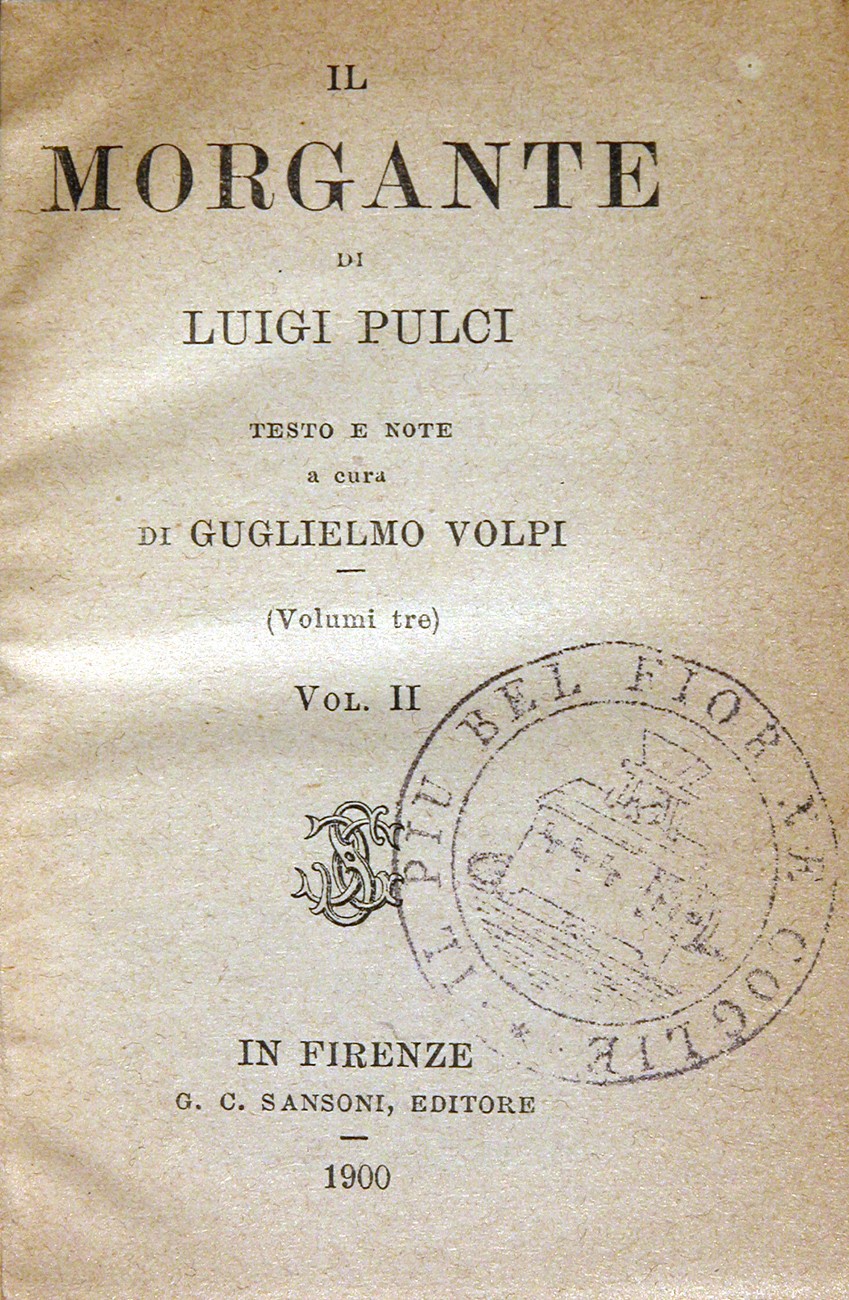 IL
MORGANTE
DI
LUIGI PULCI
TESTO E NOTE
a cura
DI GUGLIELMO VOLPI
(Volumi tre)
VOL. II
IL PIU BEL FIOR NE COGLIE
IN FIRENZE
G. C. SANSONI, EDITORE
1900